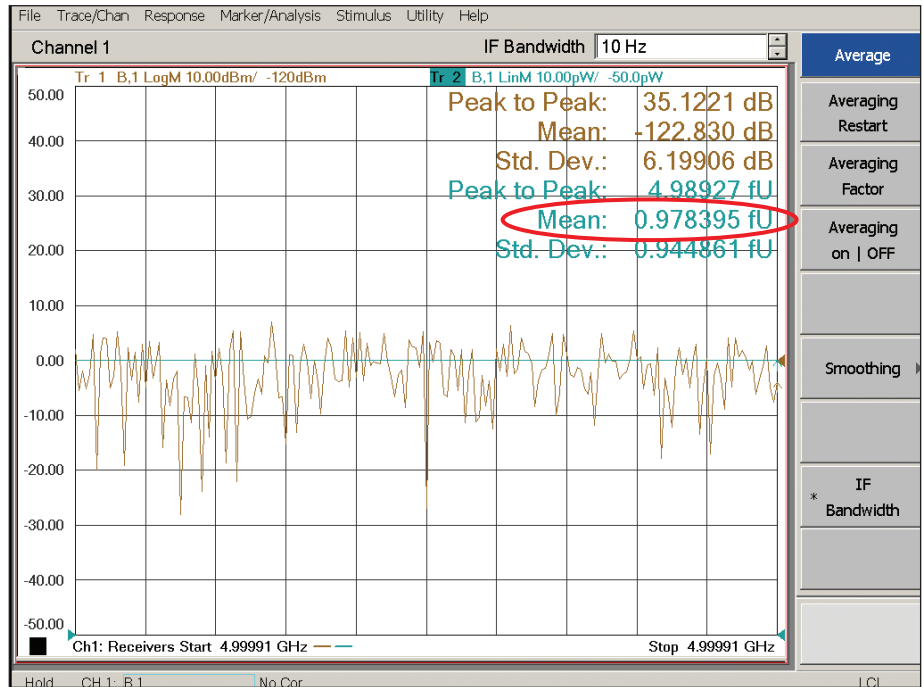 File Trace/Chan Response Marker/Analysis Stimulus Utility Help
Channel 1
IF Bandwidth 10 Hz
Tr 1 B,1 LogM 10.00dBm/ -120dBm
Tr 2 B,1 LinM 10.00pW/ -50.0pW
Peak to Peak: 35.1221 dB
Mean: -122.830 dB
Std. Dev.: 6.19906 dB
Peak to Peak: 4.98927 fU
Mean: 0.978395 fU
Std. Dev.: 0.944861 fU
50.00
40.00
30.00
20.00
10.00
0.00
-10.00
-20.00
-30.00
-40.00
-50.00
Ch1: Receivers Start 4.99991 GHz
Stop 4.99991 GHz
Hold CH 1: B,1 No Cor LCL
Average
Averaging
Restart
Averaging
Factor
Averaging
on | OFF
Smoothing
* IF
Bandwidth